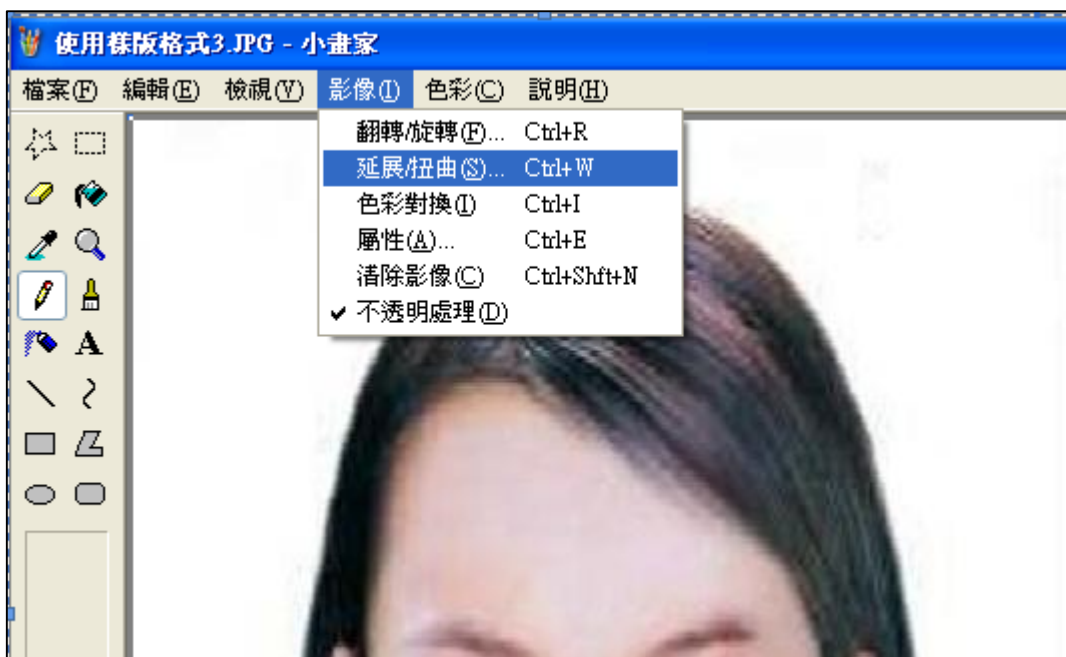 使用樣版格式3.JPG - 小畫家
檔案(F) 編輯(E) 檢視(V) 影像(I) 色彩(C) 說明(H)
翻轉/旋轉(F)... Ctrl+R
延展/扭曲(S)... Ctrl+W
色彩對換(I) Ctrl+I
屬性(A)... Ctrl+E
清除影像(C) Ctrl+Shft+N
✓ 不透明處理(D)
A